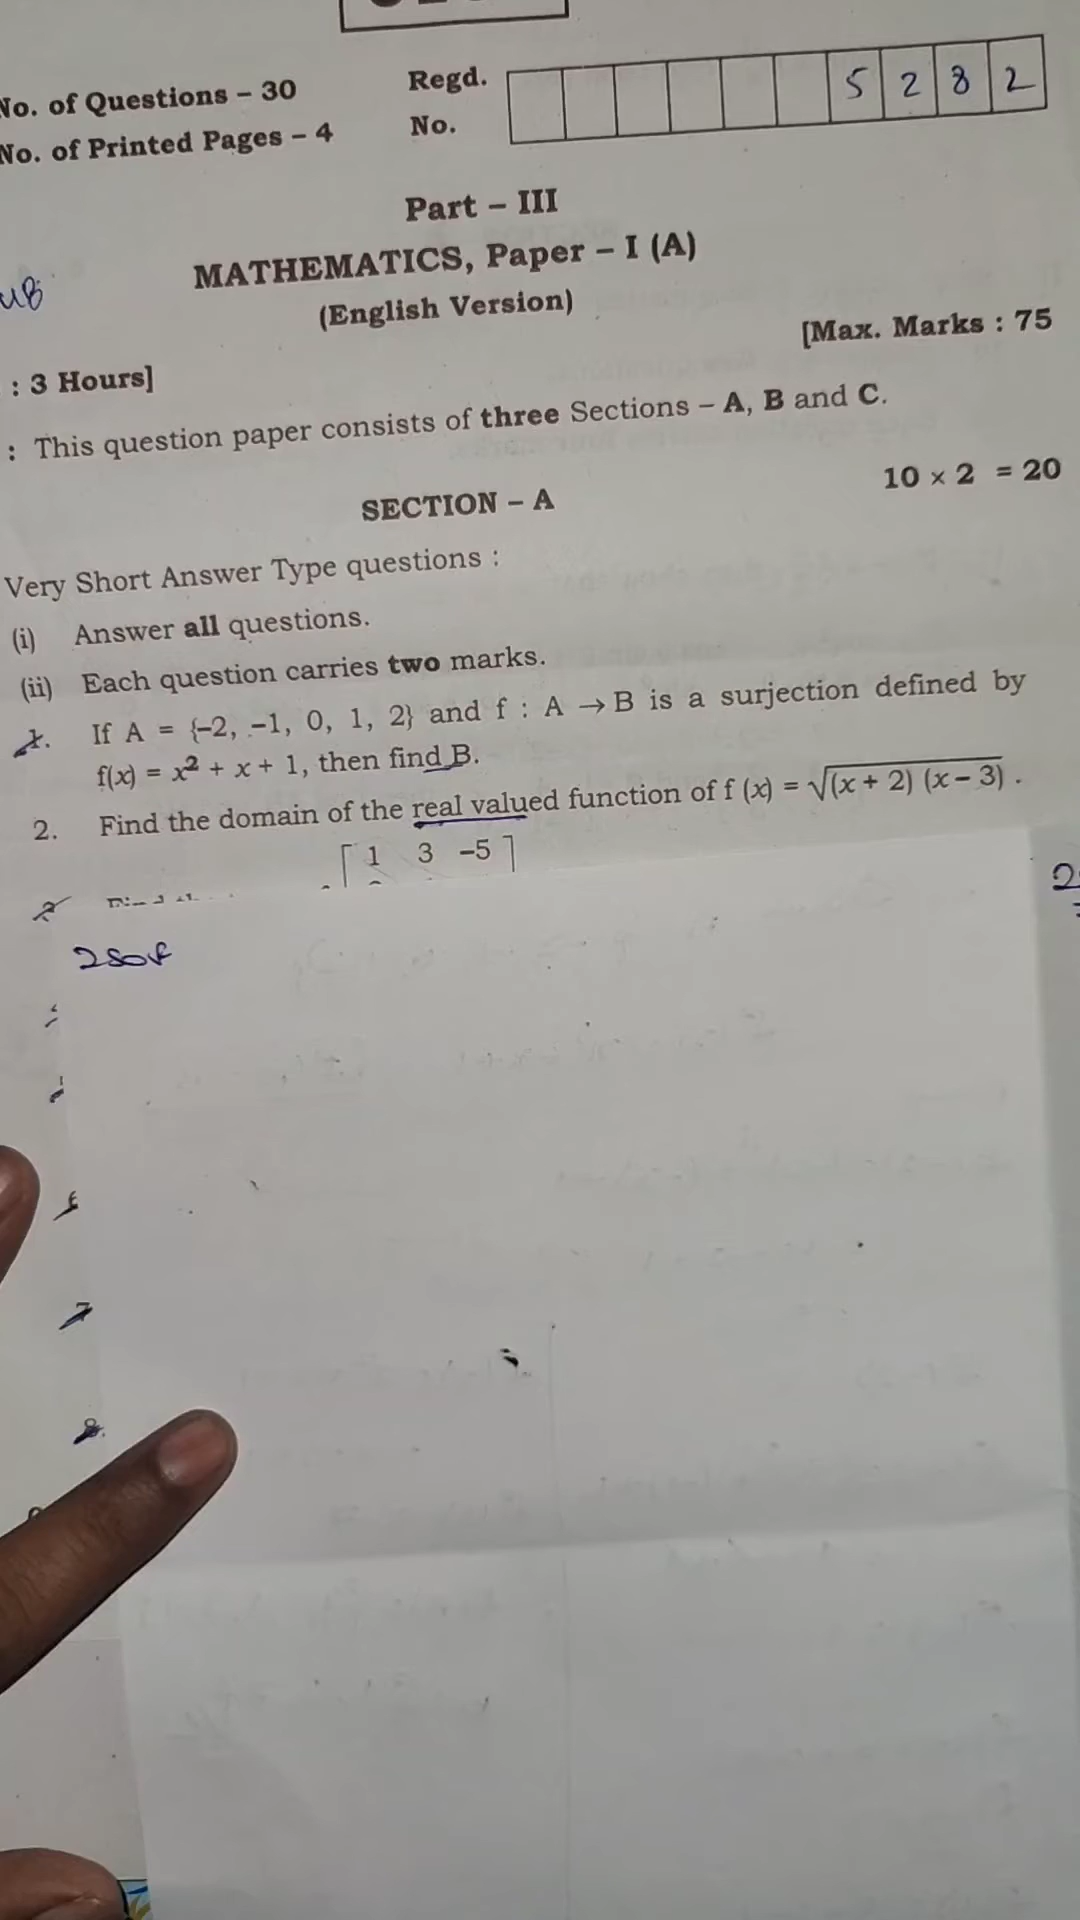 No. of Questions – 30
No. of Printed Pages – 4
Regd.
No.
5 2 8 2
Part – III
MATHEMATICS, Paper – I (A)
(English Version)
[Max. Marks : 75
: 3 Hours]
: This question paper consists of three Sections – A, B and C.
SECTION – A
10 × 2 = 20
Very Short Answer Type questions :
(i) Answer all questions.
(ii) Each question carries two marks.
1. If A = {–2, –1, 0, 1, 2} and f : A → B is a surjection defined by
f(x) = x² + x + 1, then find B.
2. Find the domain of the real valued function of f (x) = √(x + 2) (x – 3) .
1 3 –5
7
8.